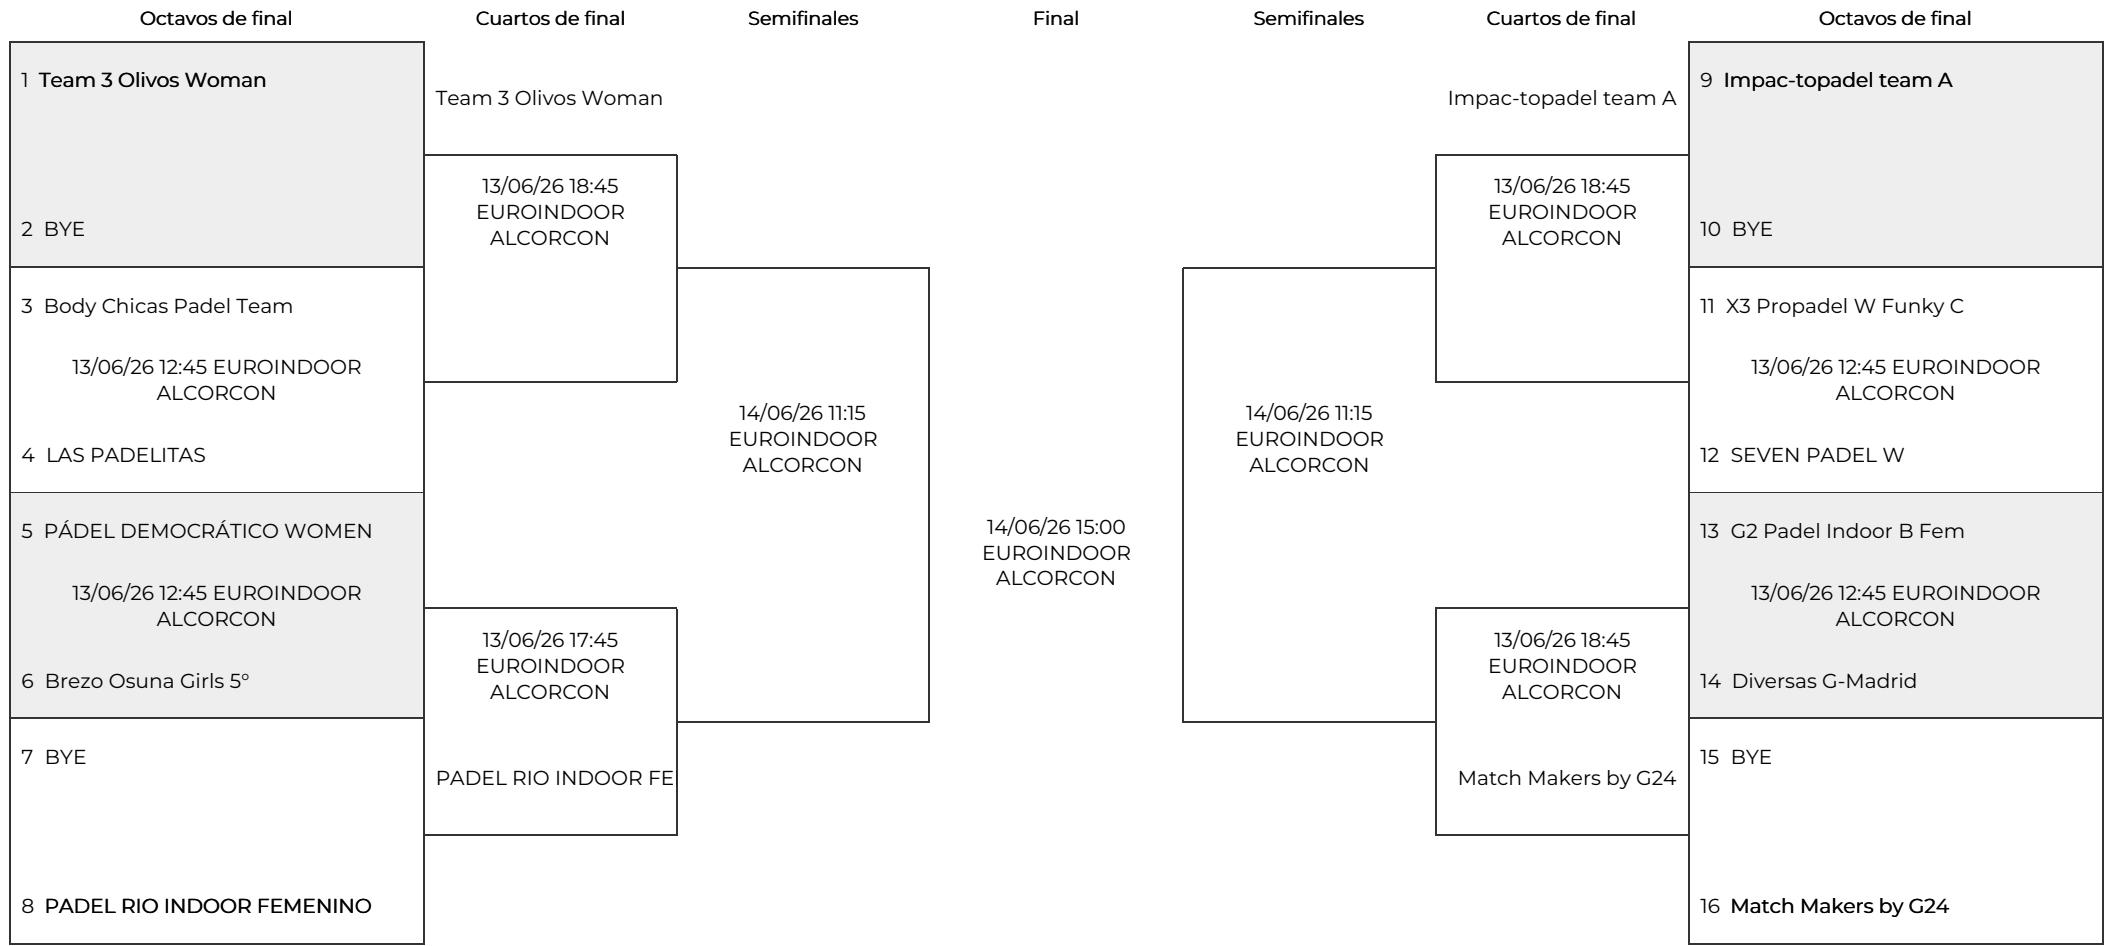 Octavos de final
Cuartos de final
Semifinales
Final
Semifinales
Cuartos de final
Octavos de final
1 Team 3 Olivos Woman
2 BYE
3 Body Chicas Padel Team
13/06/26 12:45 EUROINDOOR
ALCORCON
4 LAS PADELITAS
5 PÁDEL DEMOCRÁTICO WOMEN
13/06/26 12:45 EUROINDOOR
ALCORCON
6 Brezo Osuna Girls 5º
7 BYE
8 PADEL RIO INDOOR FEMENINO
Team 3 Olivos Woman
13/06/26 18:45
EUROINDOOR
ALCORCON
13/06/26 17:45
EUROINDOOR
ALCORCON
PADEL RIO INDOOR FE
14/06/26 11:15
EUROINDOOR
ALCORCON
14/06/26 15:00
EUROINDOOR
ALCORCON
14/06/26 11:15
EUROINDOOR
ALCORCON
Impac-topadel team A
13/06/26 18:45
EUROINDOOR
ALCORCON
13/06/26 18:45
EUROINDOOR
ALCORCON
Match Makers by G24
9 Impac-topadel team A
10 BYE
11 X3 Propadel W Funky C
13/06/26 12:45 EUROINDOOR
ALCORCON
12 SEVEN PADEL W
13 G2 Padel Indoor B Fem
13/06/26 12:45 EUROINDOOR
ALCORCON
14 Diversas G-Madrid
15 BYE
16 Match Makers by G24